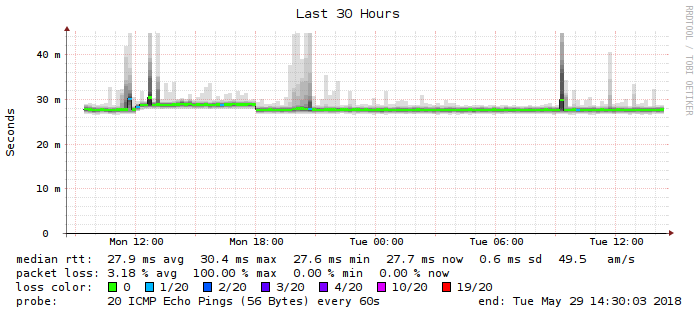 Last 30 Hours
RRDTOOL / TOBI OETIKER
Seconds
40 m
30 m
20 m
10 m
0
Mon 12:00 Mon 18:00 Tue 00:00 Tue 06:00 Tue 12:00
median rtt: 27.9 ms avg 30.4 ms max 27.6 ms min 27.7 ms now 0.6 ms sd 49.5 am/s
packet loss: 3.18 % avg 100.00 % max 0.00 % min 0.00 % now
loss color: 0 1/20 2/20 3/20 4/20 10/20 19/20
probe: 20 ICMP Echo Pings (56 Bytes) every 60s end: Tue May 29 14:30:03 2018